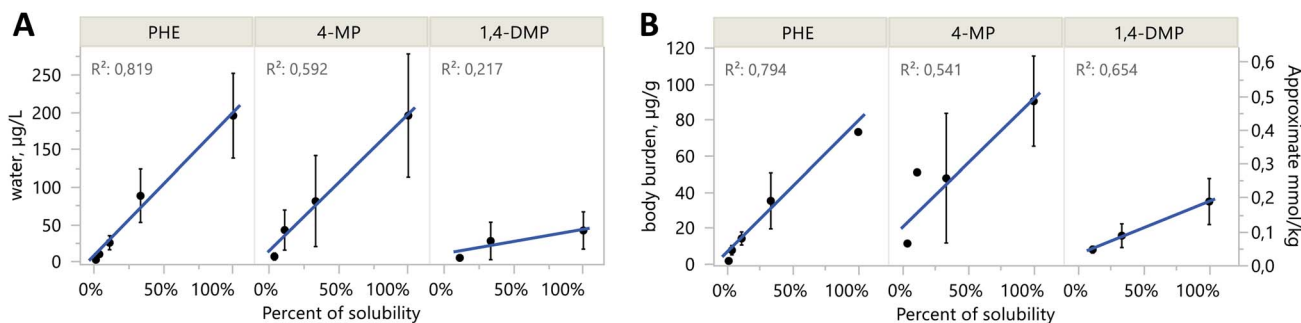 A
PHE 4-MP 1,4-DMP
R²: 0,819 R²: 0,592 R²: 0,217
water, µg/L
250
200
150
100
50
0
0% 50% 100% 0% 50% 100% 0% 50% 100%
Percent of solubility
B
PHE 4-MP 1,4-DMP
R²: 0,794 R²: 0,541 R²: 0,654
body burden, µg/g
120
100
80
60
40
20
0
Approximate mmol/kg
0,6
0,5
0,4
0,3
0,2
0,1
0,0
0% 50% 100% 0% 50% 100% 0% 50% 100%
Percent of solubility